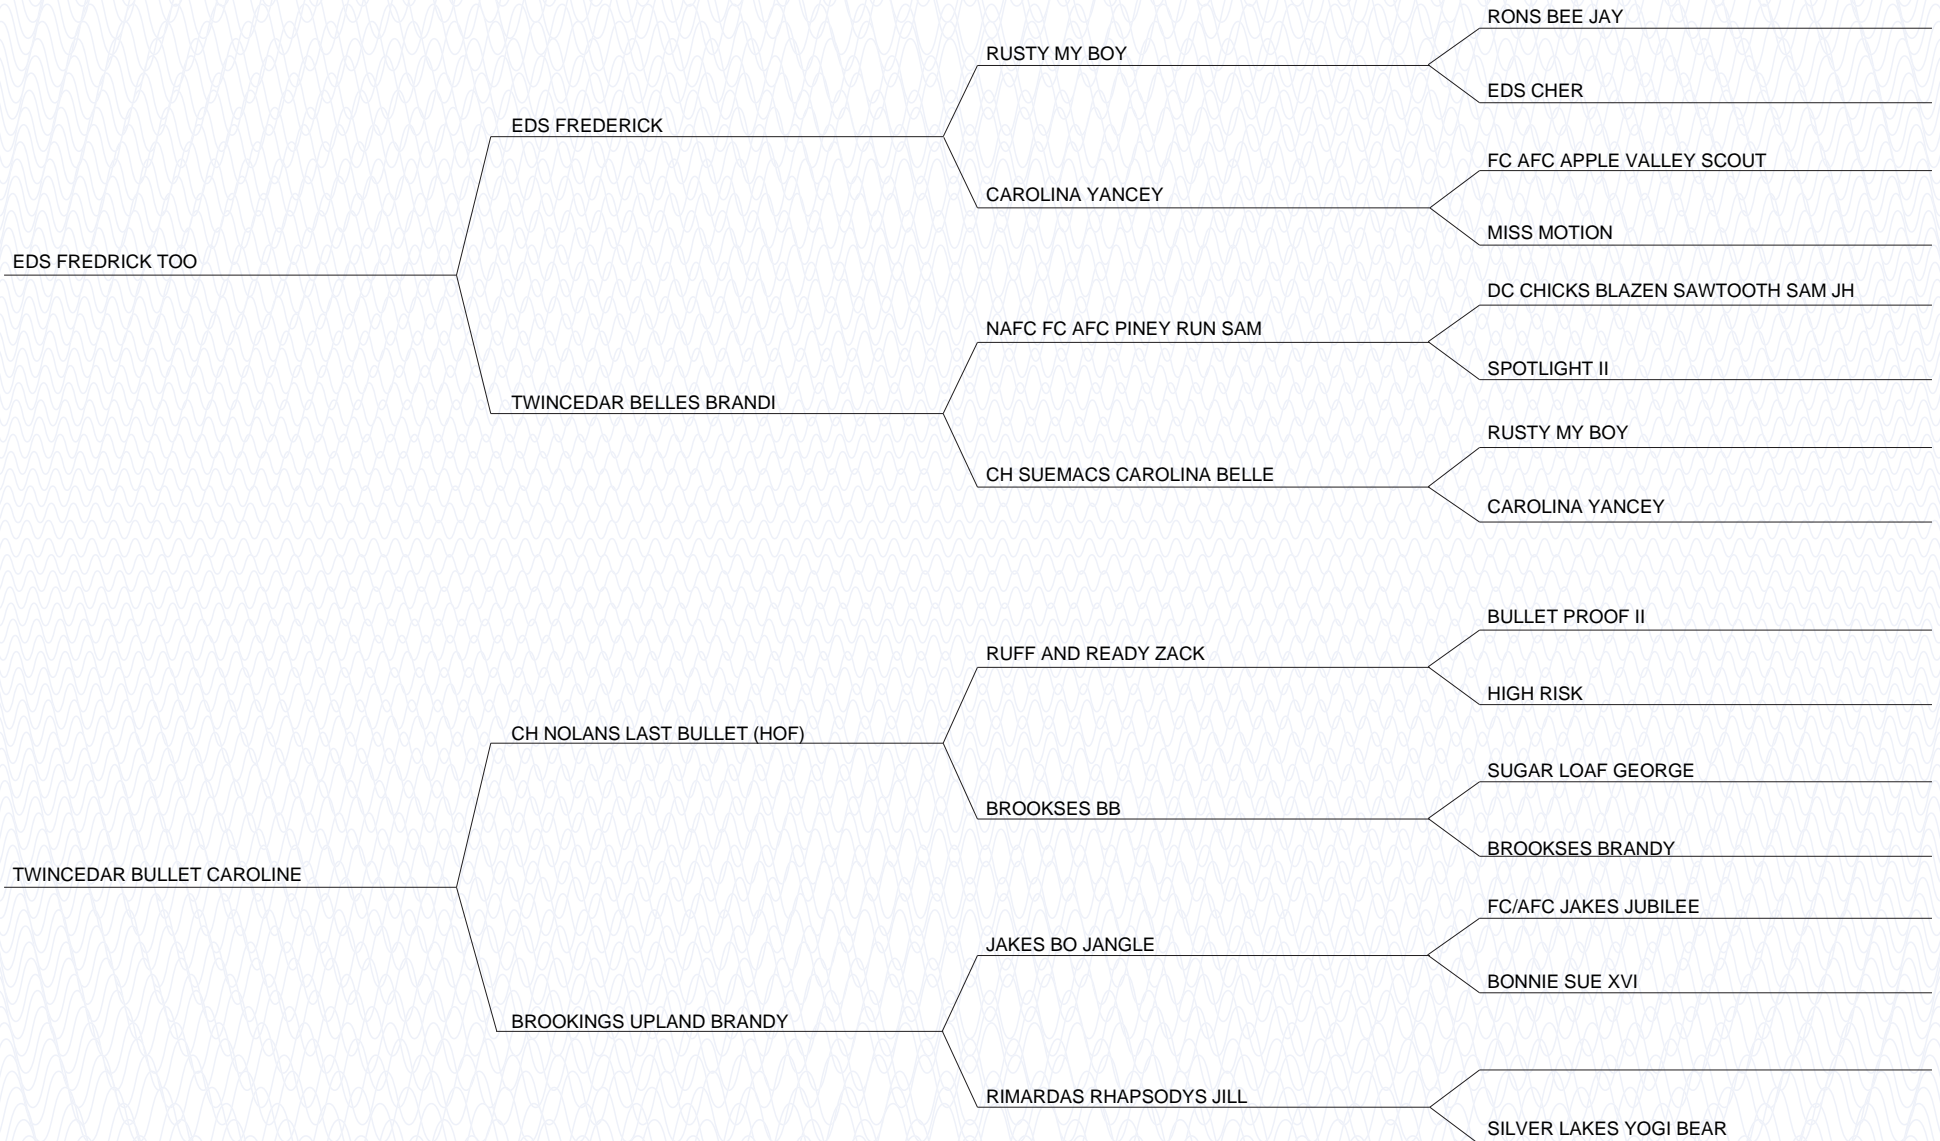 RONS BEE JAY
RUSTY MY BOY
EDS CHER
EDS FREDERICK
FC AFC APPLE VALLEY SCOUT
CAROLINA YANCEY
MISS MOTION
EDS FREDRICK TOO
DC CHICKS BLAZEN SAWTOOTH SAM JH
NAFC FC AFC PINEY RUN SAM
SPOTLIGHT II
TWINCEDAR BELLES BRANDI
RUSTY MY BOY
CH SUEMACS CAROLINA BELLE
CAROLINA YANCEY
BULLET PROOF II
RUFF AND READY ZACK
HIGH RISK
CH NOLANS LAST BULLET (HOF)
SUGAR LOAF GEORGE
BROOKSES BB
BROOKSES BRANDY
TWINCEDAR BULLET CAROLINE
FC/AFC JAKES JUBILEE
JAKES BO JANGLE
BONNIE SUE XVI
BROOKINGS UPLAND BRANDY
RIMARDAS RHAPSODYS JILL
SILVER LAKES YOGI BEAR